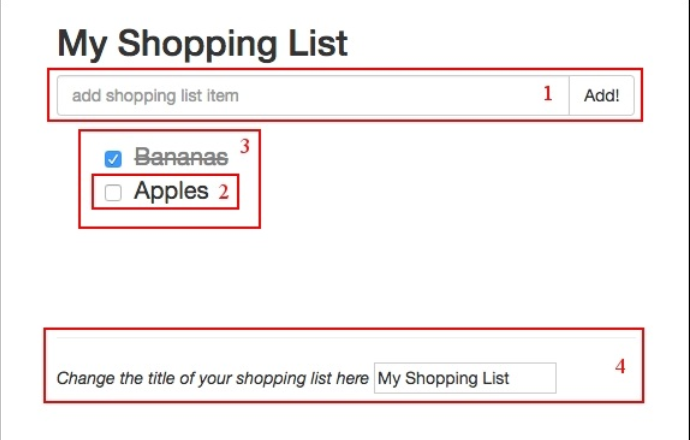 My Shopping List
add shopping list item 1 Add!
Bananas 3
Apples 2
4
Change the title of your shopping list here My Shopping List